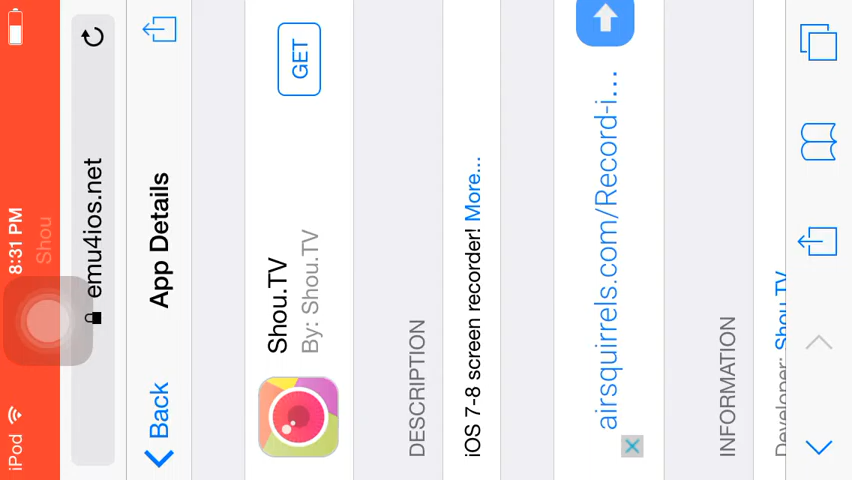 iPod 8:31 PM
Shou
emu4ios.net
Back App Details
Shou.TV
By: Shou.TV
GET
DESCRIPTION
iOS 7-8 screen recorder! More...
airsquirrels.com/Record-i...
INFORMATION
Developer: Shou.TV